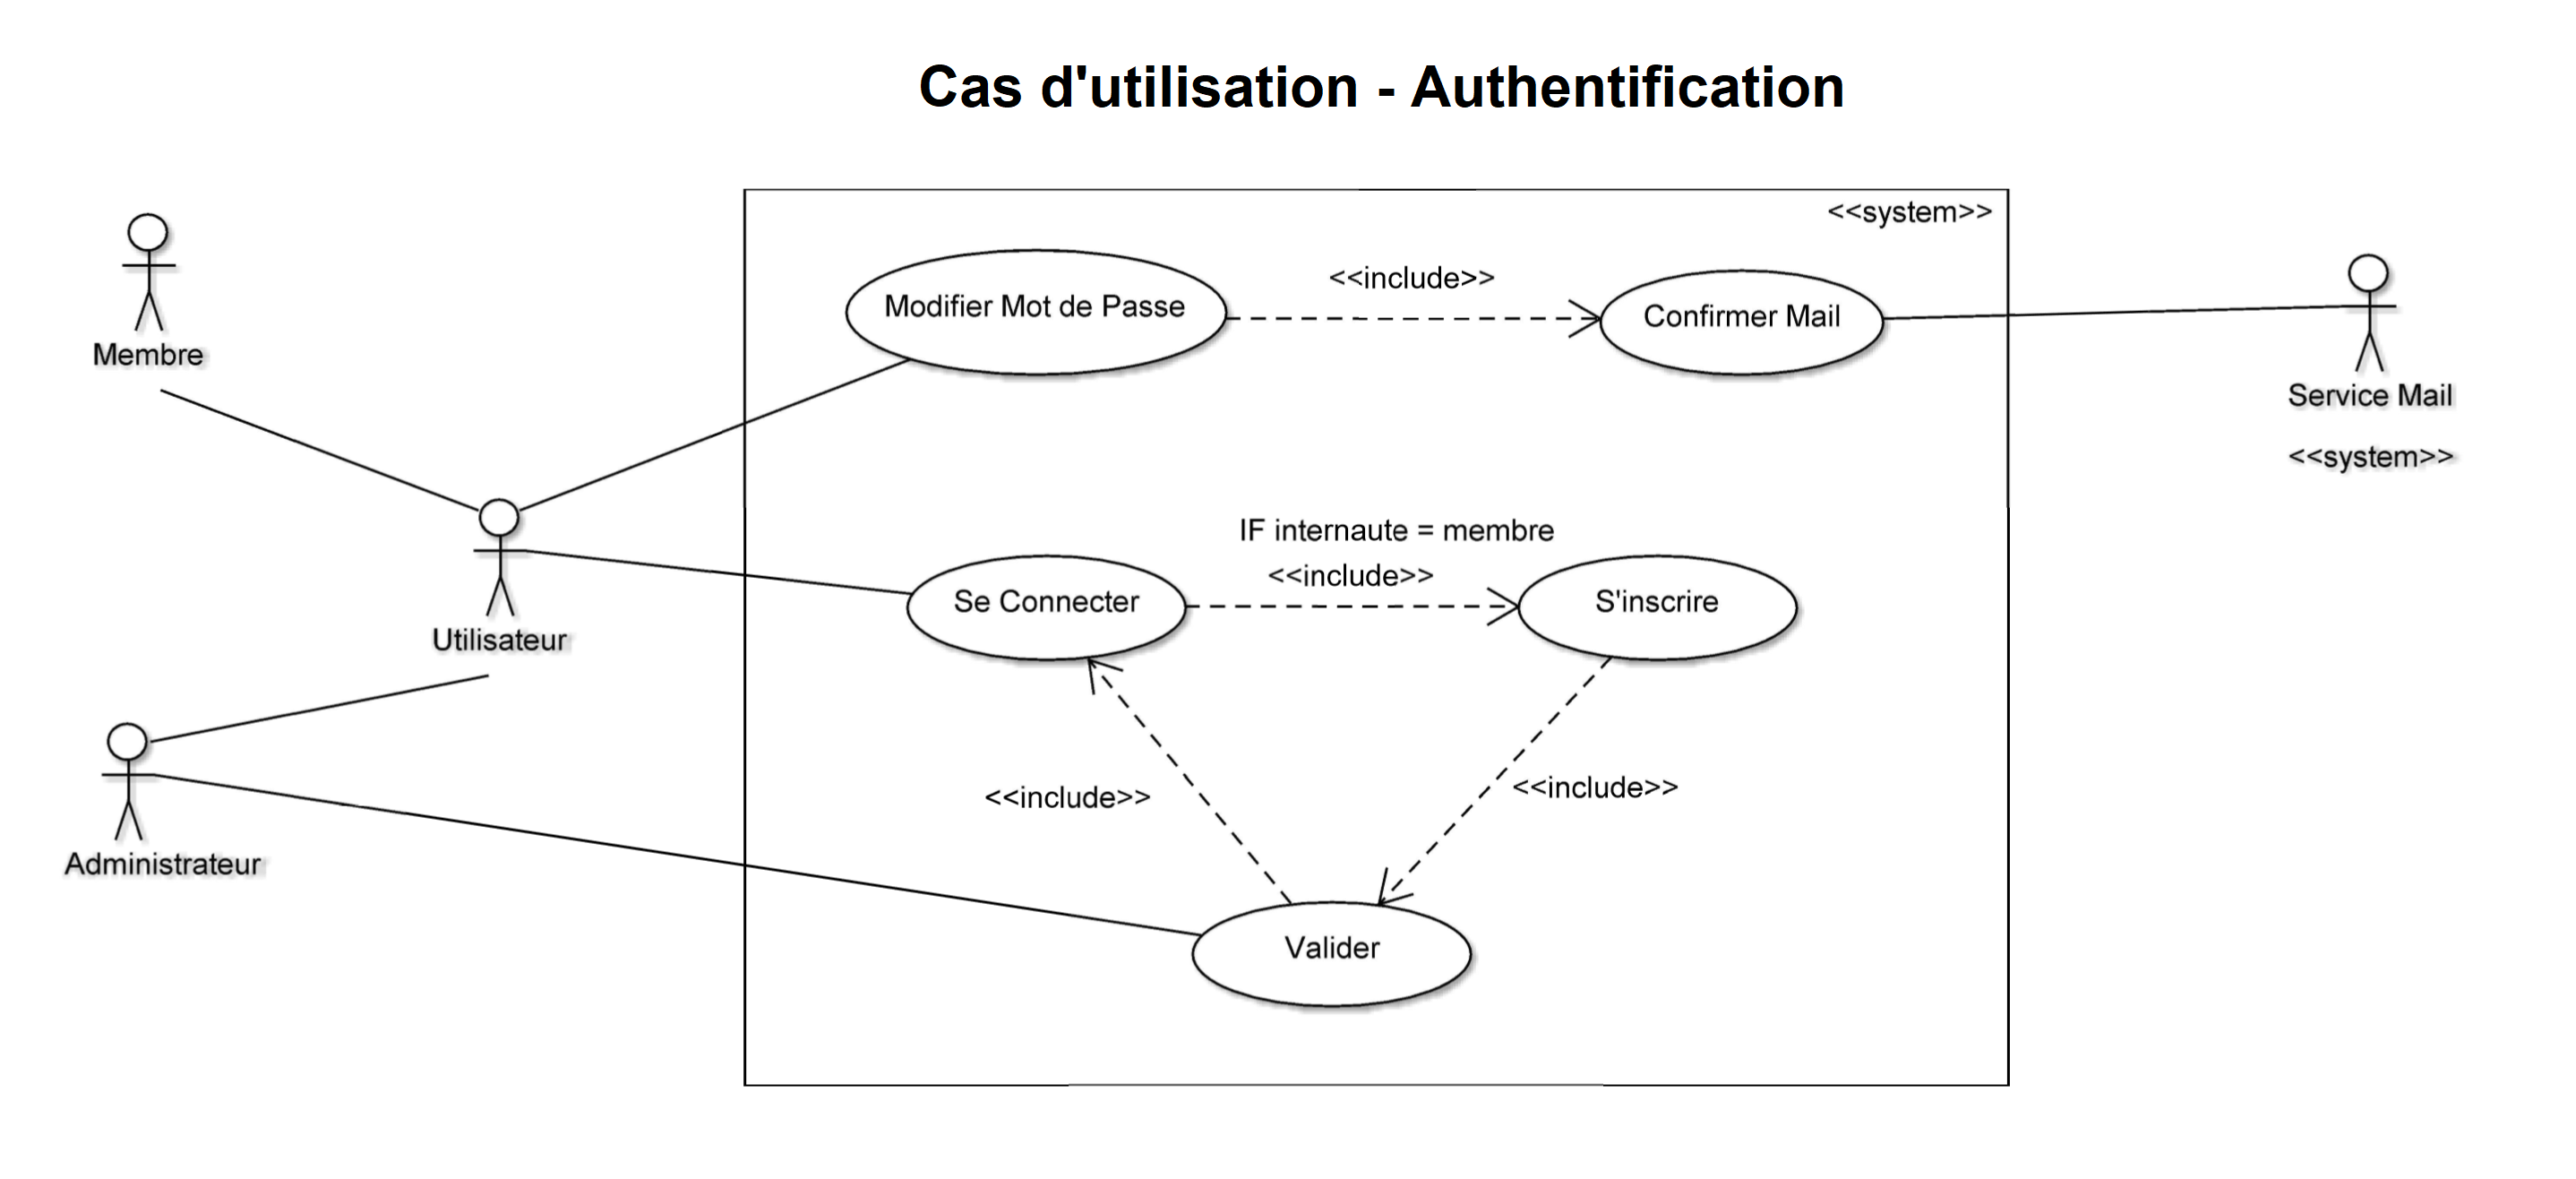 Cas d'utilisation - Authentification
<<system>>
Membre
Modifier Mot de Passe
<<include>>
Confirmer Mail
Service Mail
<<system>>
Utilisateur
IF internaute = membre
<<include>>
Se Connecter
S'inscrire
<<include>>
<<include>>
Administrateur
Valider